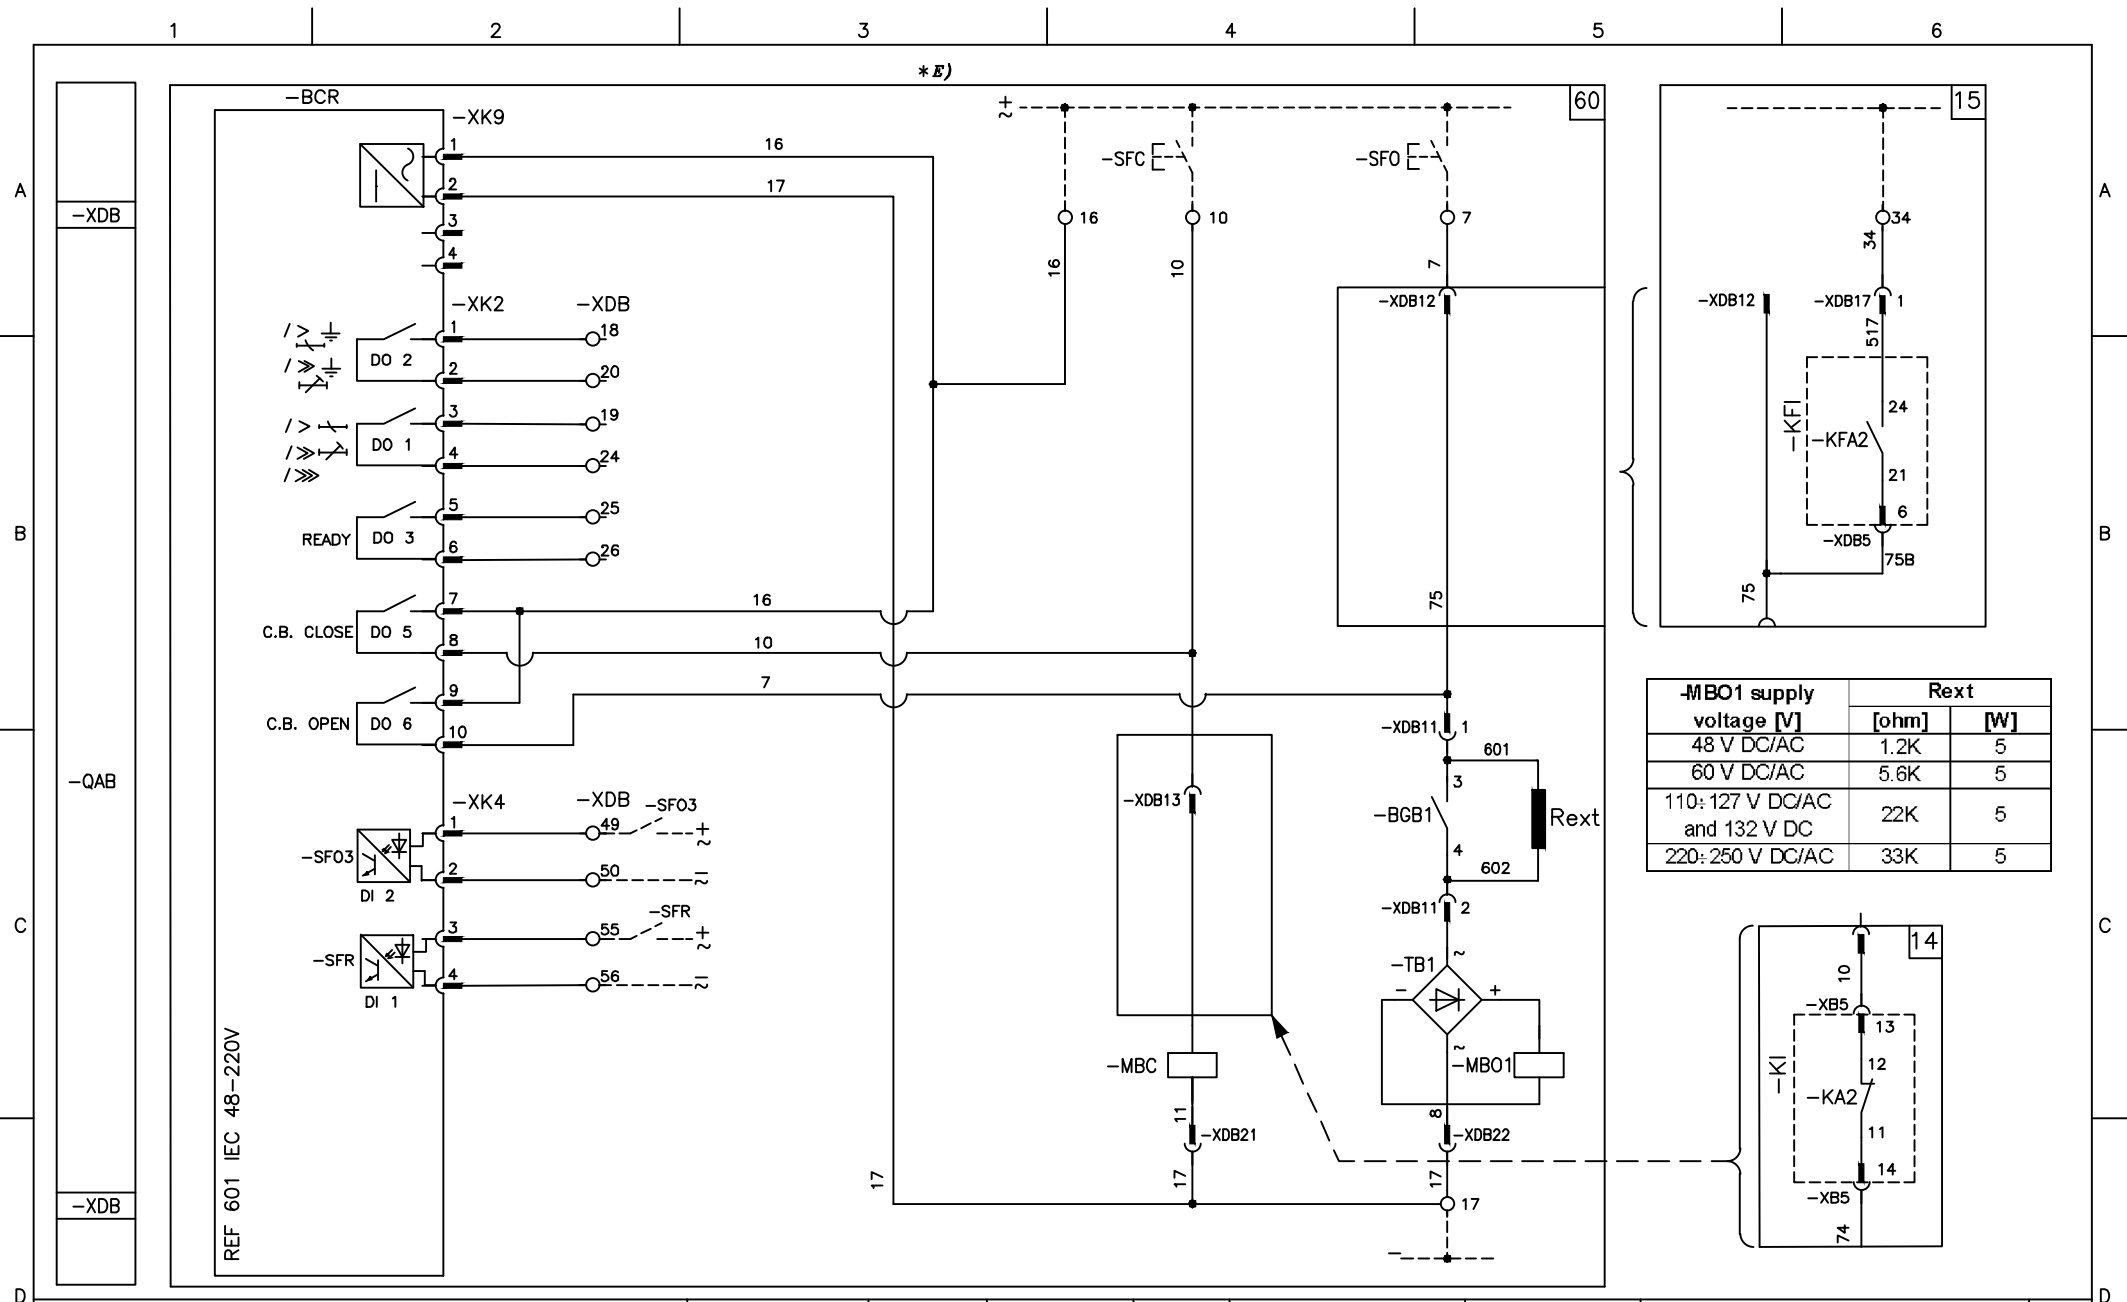 1 2 3 4 5 6
*E)
-BCR
60
15
+
~
-XK9
1 16
2 17
3
4
-SFC
-SFO
A
A
-XDB
16
10
7
34
16
10
7
34
-XK2 -XDB
-XDB12
-XDB12
-XDB17 1
517
1 18
DO 2
2 20
3 19
DO 1
4 24
-KFI
24
-KFA2
21
6
-XDB5
75B
75
5 25
READY DO 3
6 26
B
B
7 16
C.B. CLOSE DO 5
8 10
75
9 7
C.B. OPEN DO 6
10
-MBO1 supply voltage [V] Rext
[ohm] [W]
48 V DC/AC 1.2K 5
60 V DC/AC 5.6K 5
110÷127 V DC/AC and 132 V DC 22K 5
220÷250 V DC/AC 33K 5
-XDB11 1
601
3
-BGB1
Rext
4
602
-XDB11 2
-QAB
-XK4 -XDB -SFO3
1 49 +
~
-SFO3
2 50 –
~
DI 2
-SFR
3 55 +
~
-SFR
4 56 –
~
DI 1
-XDB13
C
C
~
-TB1
- +
~
-MBC
-MBO1
11
8
-XDB21
-XDB22
17
17
17
17
–
14
10
-XB5
13
-KI
12
-KA2
11
14
-XB5
74
REF 601 IEC 48-220V
-XDB
D
D